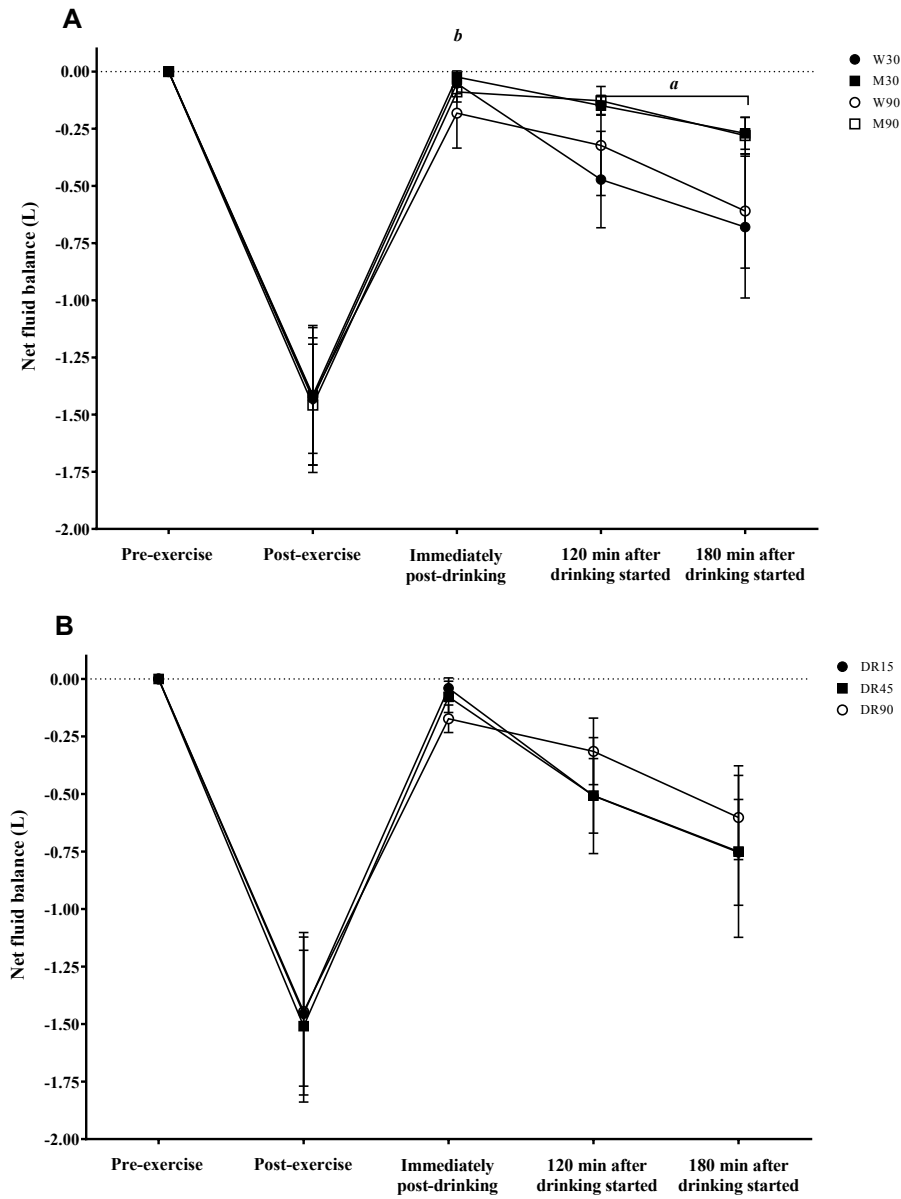 A
b
0.00
-0.25
-0.50
-0.75
-1.00
-1.25
-1.50
-1.75
-2.00
Net fluid balance (L)
a
W30
M30
W90
M90
Pre-exercise
Post-exercise
Immediately
post-drinking
120 min after
drinking started
180 min after
drinking started
B
0.00
-0.25
-0.50
-0.75
-1.00
-1.25
-1.50
-1.75
-2.00
Net fluid balance (L)
DR15
DR45
DR90
Pre-exercise
Post-exercise
Immediately
post-drinking
120 min after
drinking started
180 min after
drinking started